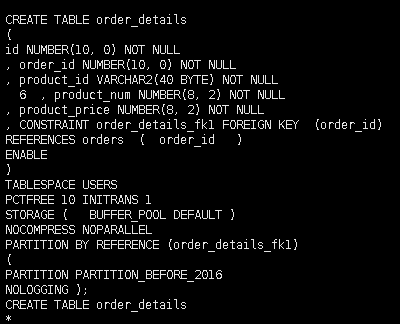 CREATE TABLE order_details
(
id NUMBER(10, 0) NOT NULL
, order_id NUMBER(10, 0) NOT NULL
, product_id VARCHAR2(40 BYTE) NOT NULL
6 , product_num NUMBER(8, 2) NOT NULL
, product_price NUMBER(8, 2) NOT NULL
, CONSTRAINT order_details_fk1 FOREIGN KEY (order_id)
REFERENCES orders ( order_id )
ENABLE
)
TABLESPACE USERS
PCTFREE 10 INITRANS 1
STORAGE ( BUFFER_POOL DEFAULT )
NOCOMPRESS NOPARALLEL
PARTITION BY REFERENCE (order_details_fk1)
(
PARTITION PARTITION_BEFORE_2016
NOLOGGING );
CREATE TABLE order_details
*